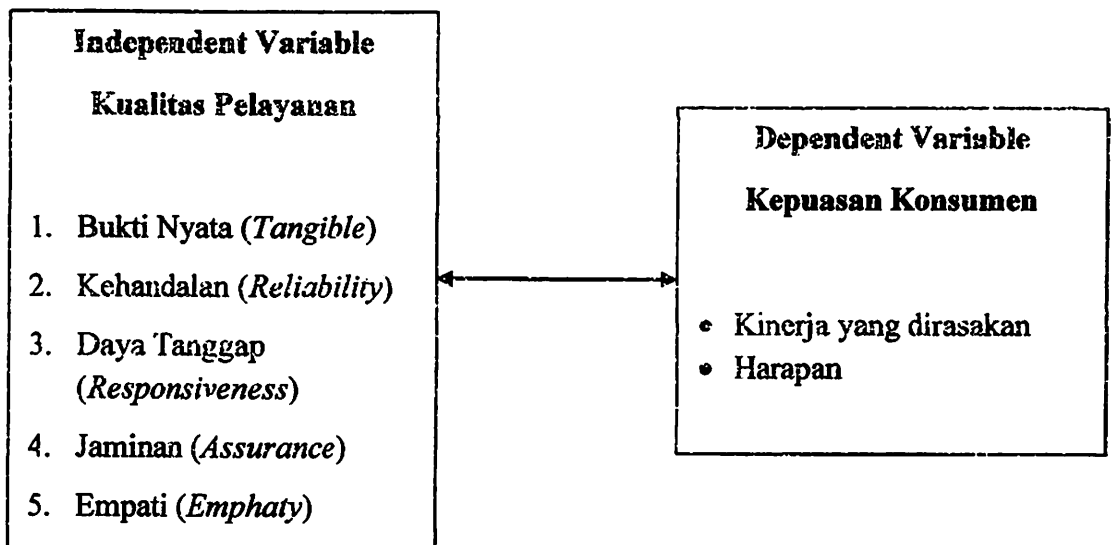 Independent Variable
Kualitas Pelayanan
1. Bukti Nyata (Tangible)
2. Kehandalan (Reliability)
3. Daya Tanggap
(Responsiveness)
4. Jaminan (Assurance)
5. Empati (Emphaty)
Dependent Variable
Kepuasan Konsumen
• Kinerja yang dirasakan
• Harapan